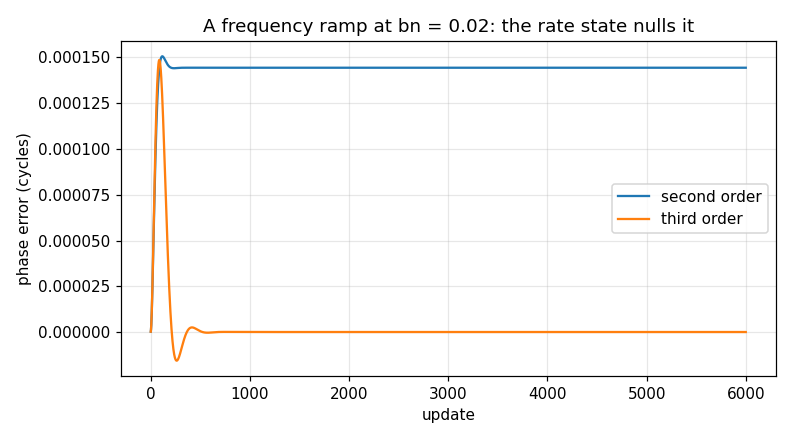 A frequency ramp at bn = 0.02: the rate state nulls it
0.000150
0.000125
0.000100
0.000075
0.000050
0.000025
0.000000
phase error (cycles)
second order
third order
0 1000 2000 3000 4000 5000 6000
update